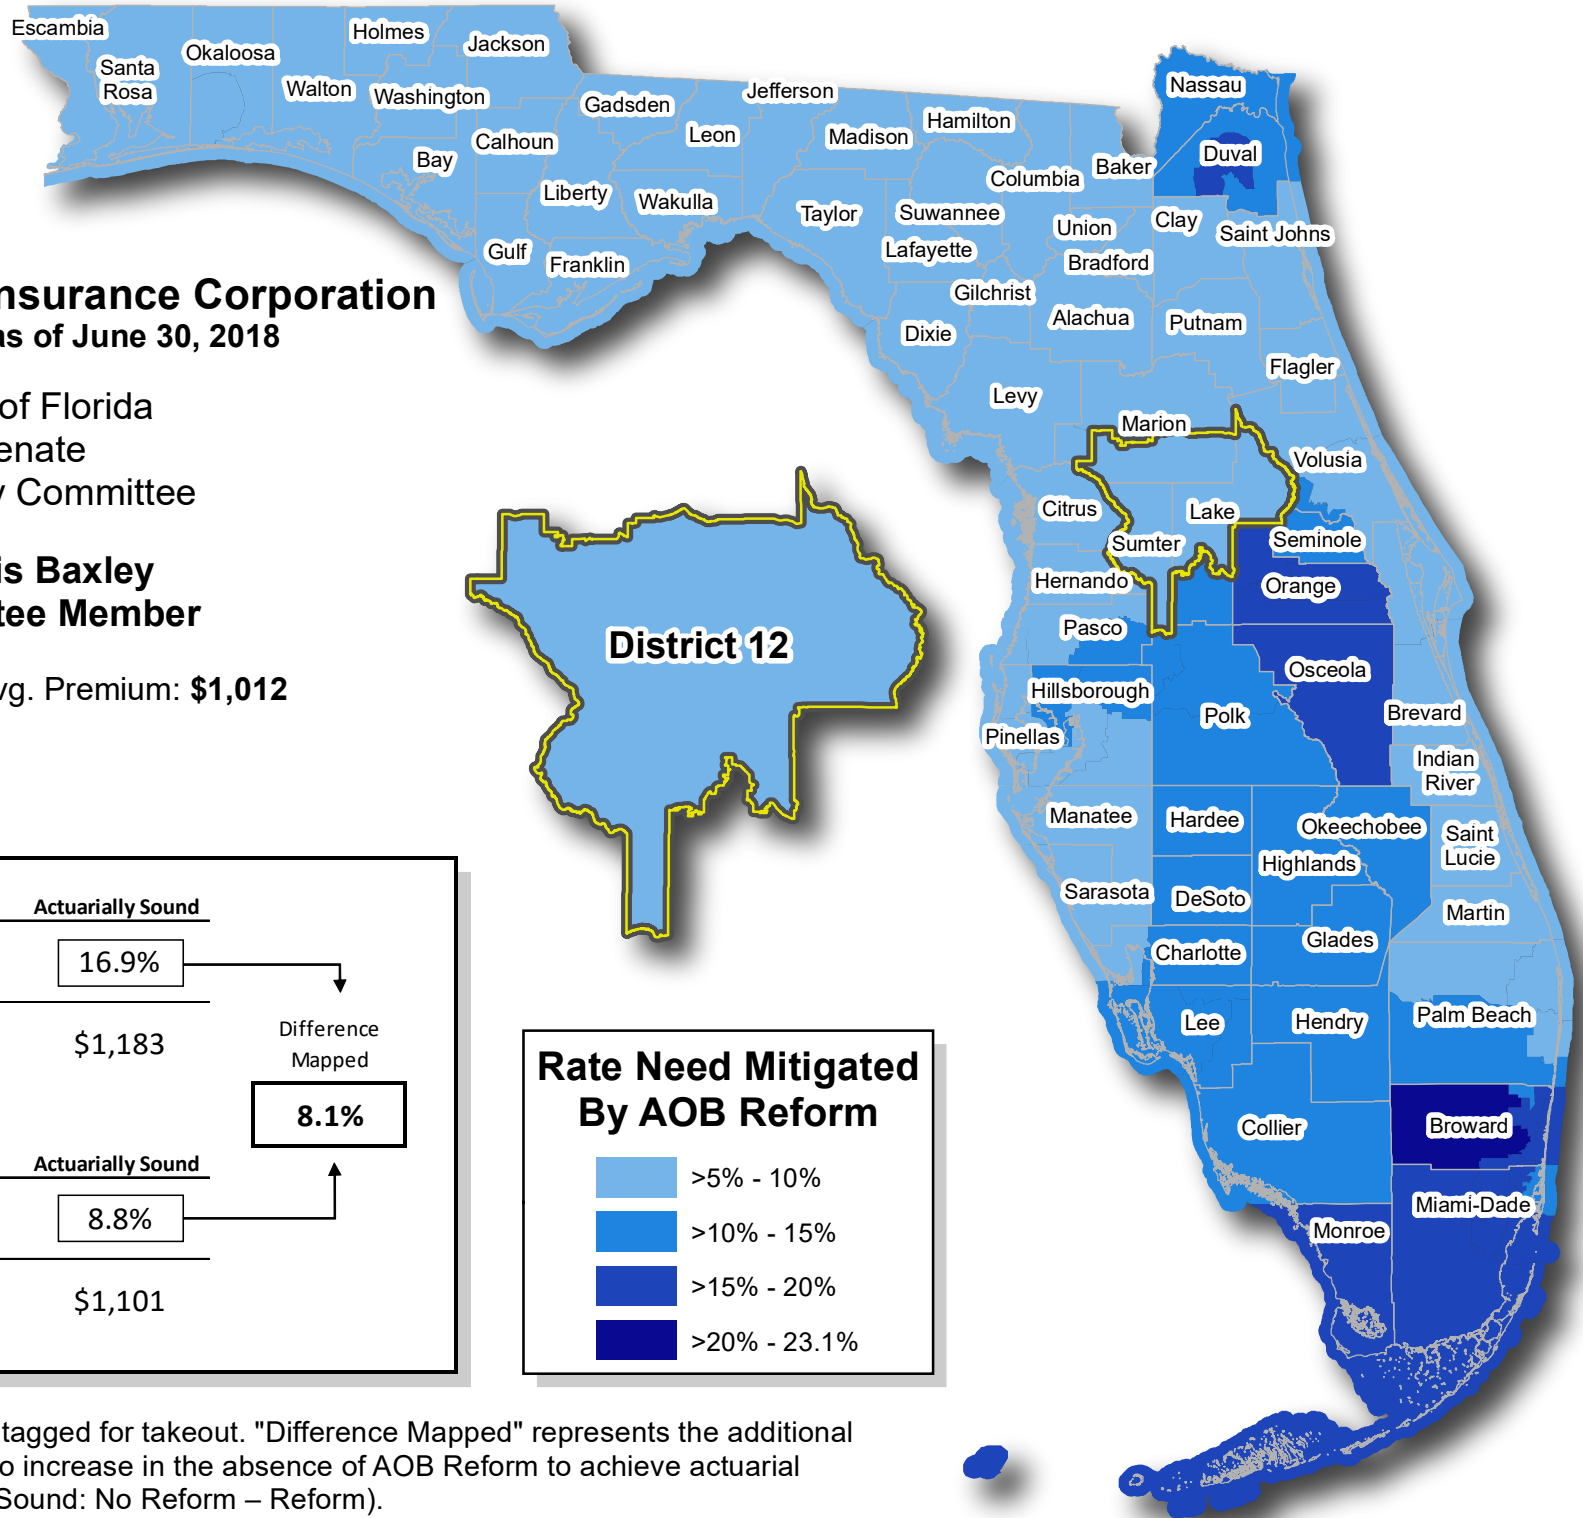 Escambia
Santa
Rosa
Okaloosa
Walton
Holmes
Washington
Jackson
Bay
Calhoun
Gulf
Liberty
Franklin
Gadsden
Leon
Wakulla
Jefferson
Madison
Taylor
Hamilton
Suwannee
Lafayette
Columbia
Baker
Union
Bradford
Gilchrist
Dixie
Alachua
Levy
Nassau
Duval
Clay
Saint Johns
Putnam
Flagler
Marion
Volusia
Citrus
Lake
Sumter
Seminole
Hernando
Orange
Pasco
Osceola
Hillsborough
Polk
Brevard
Pinellas
Indian
River
Manatee
Hardee
Okeechobee
Saint
Lucie
Highlands
Sarasota
DeSoto
Martin
Charlotte
Glades
Lee
Hendry
Palm Beach
Collier
Broward
Miami-Dade
Monroe
nsurance Corporation
as of June 30, 2018
of Florida
enate
y Committee
is Baxley
tee Member
vg. Premium: $1,012
District 12
Actuarially Sound
16.9%
$1,183
Difference
Mapped
8.1%
Actuarially Sound
8.8%
$1,101
Rate Need Mitigated
By AOB Reform
>5% - 10%
>10% - 15%
>15% - 20%
>20% - 23.1%
tagged for takeout. "Difference Mapped" represents the additional
o increase in the absence of AOB Reform to achieve actuarial
Sound: No Reform – Reform).